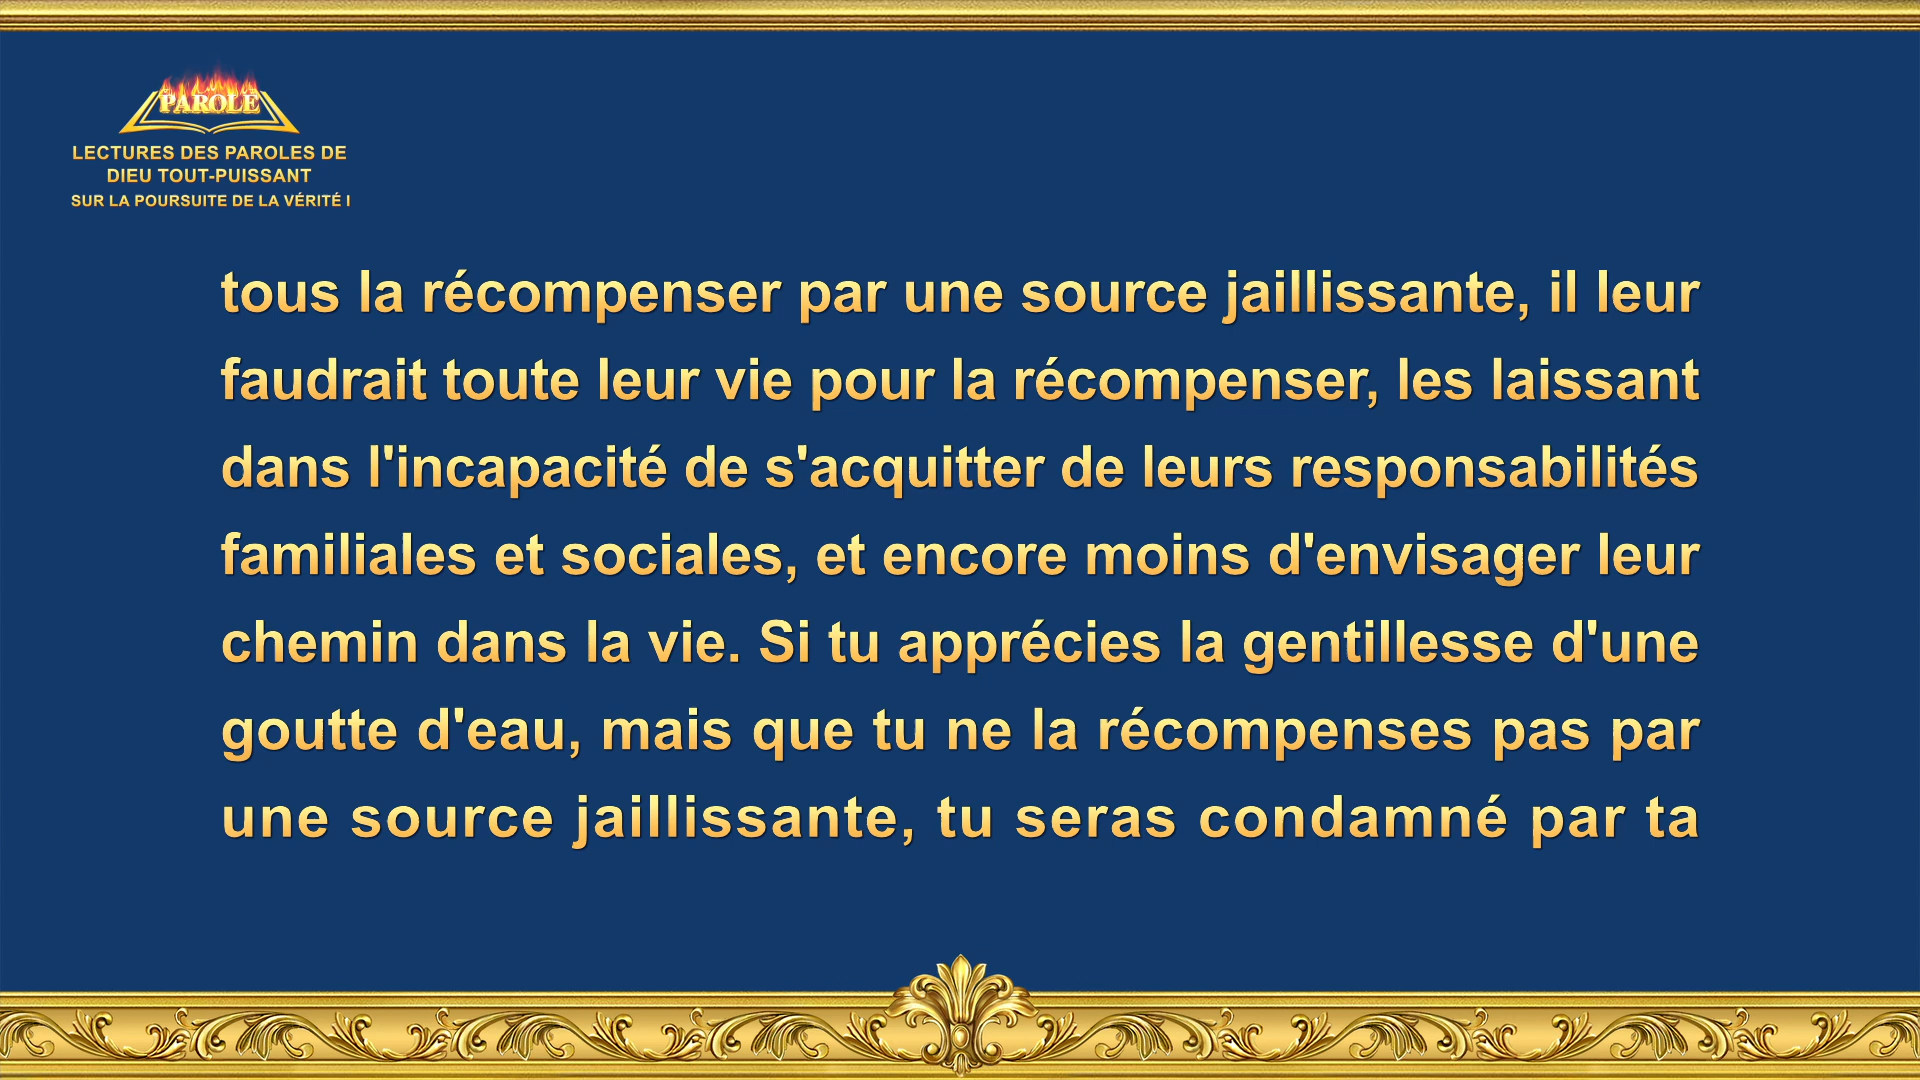 PAROLE
LECTURES DES PAROLES DE
DIEU TOUT-PUISSANT
SUR LA POURSUITE DE LA VÉRITÉ I
tous la récompenser par une source jaillissante, il leur
faudrait toute leur vie pour la récompenser, les laissant
dans l'incapacité de s'acquitter de leurs responsabilités
familiales et sociales, et encore moins d'envisager leur
chemin dans la vie. Si tu apprécies la gentillesse d'une
goutte d'eau, mais que tu ne la récompenses pas par
une source jaillissante, tu seras condamné par ta